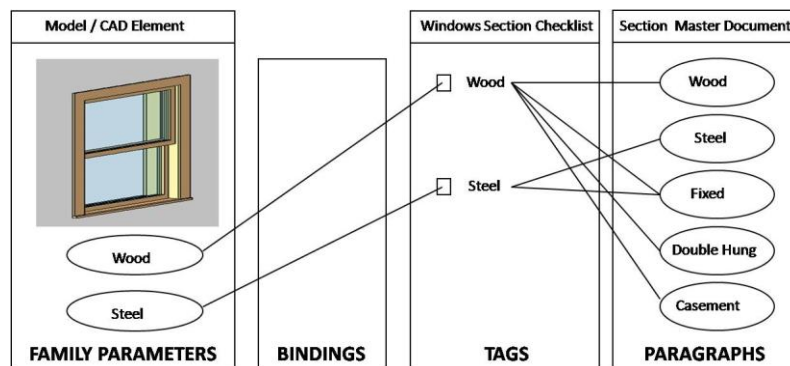 Model / CAD Element
Wood
Steel
FAMILY PARAMETERS
BINDINGS
Windows Section Checklist
Wood
Steel
TAGS
Section Master Document
Wood
Steel
Fixed
Double Hung
Casement
PARAGRAPHS